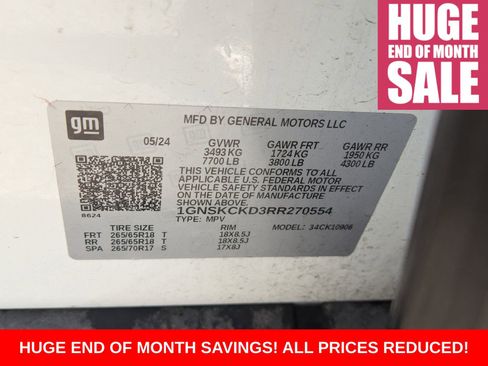 HUGE
END OF MONTH
SALE
gm
MFD BY GENERAL MOTORS LLC
05/24 GVWR GAWR FRT GAWR RR
3493 KG 1724 KG 1950 KG
7700 LB 3800 LB 4300 LB
THIS VEHICLE CONFORMS TO ALL
APPLICABLE U.S. FEDERAL MOTOR
VEHICLE SAFETY STANDARDS IN EFFECT ON
THE DATE OF MANUFACTURE SHOWN ABOVE.
1GNSKCKD3RR270554
8624
TYPE: MPV MODEL: 34CK10906
TIRE SIZE RIM
FRT 265/65R18 T 18X8.5J
RR 265/65R18 T 18X8.5J
SPA 265/70R17 S 17X8J
HUGE END OF MONTH SAVINGS! ALL PRICES REDUCED!